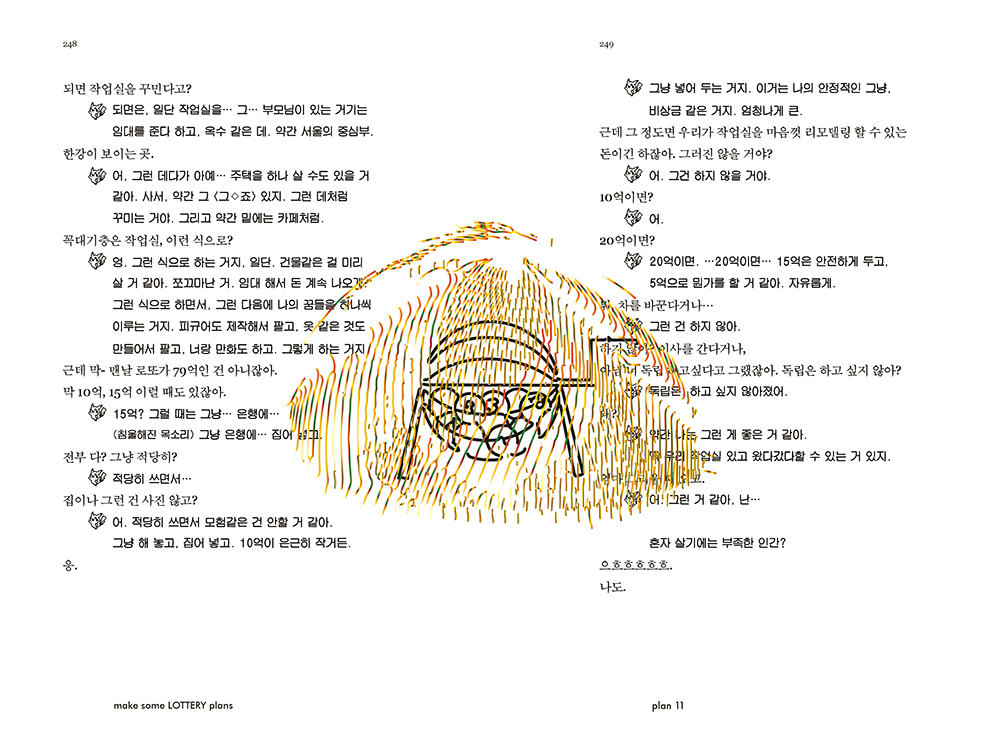 248
되면 작업실을 꾸민다고?
되면은, 일단 작업실을… 그… 부모님이 있는 거기는
임대를 준다 하고, 옥수 같은 데. 약간 서울의 중심부.
한강이 보이는 곳.
어, 그런 데다가 아예… 주택을 하나 살 수도 있을 거
같아. 사서, 약간 그 〈그◇죠〉 있지. 그런 데처럼
꾸미는 거야. 그리고 약간 밑에는 카페처럼.
꼭대기층은 작업실, 이런 식으로?
엉. 그런 식으로 하는 거지, 일단. 건물같은 걸 미리
살 거 같아. 쪼끄마난 거. 임대 해서 돈 계속 나오게
그런 식으로 하면서, 그런 다음에 나의 꿈들을 하나씩
이루는 거지. 피규어도 제작해서 팔고, 옷 같은 것도
만들어서 팔고, 너랑 만화도 하고. 그렇게 하는 거지
근데 막- 맨날 로또가 79억인 건 아니잖아.
막 10억, 15억 이럴 때도 있잖아.
15억? 그럴 때는 그냥… 은행에…
(침울해진 목소리) 그냥 은행에… 집어 넣고.
전부 다? 그냥 적당히?
적당히 쓰면서…
집이나 그런 건 사진 않고?
어. 적당히 쓰면서 모험같은 건 안할 거 같아.
그냥 해 놓고, 집어 넣고. 10억이 은근히 작거든.
응.
make some LOTTERY plans
249
그냥 넣어 두는 거지. 이거는 나의 안정적인 그냥,
비상금 같은 거지. 엄청나게 큰.
근데 그 정도면 우리가 작업실을 마음껏 리모델링 할 수 있는
돈이긴 하잖아. 그러진 않을 거야?
어. 그건 하지 않을 거야.
10억이면?
어.
20억이면?
20억이면. …20억이면… 15억은 안전하게 두고,
5억으로 뭔가를 할 거 같아. 자유롭게.
차를 바꾼다거나…
그런 건 하지 않아.
이사를 간다거나,
독립 하고싶다고 그랬잖아. 독립은 하고 싶지 않아?
독립은 하고 싶지 않아졌어.
약간 나는 그런 게 좋은 거 같아.
우리 작업실 있고 왔다갔다할 수 있는 거 있지.
어. 그런 거 같아. 난…
혼자 살기에는 부족한 인간?
으흐흐흐흐흐.
나도.
plan 11